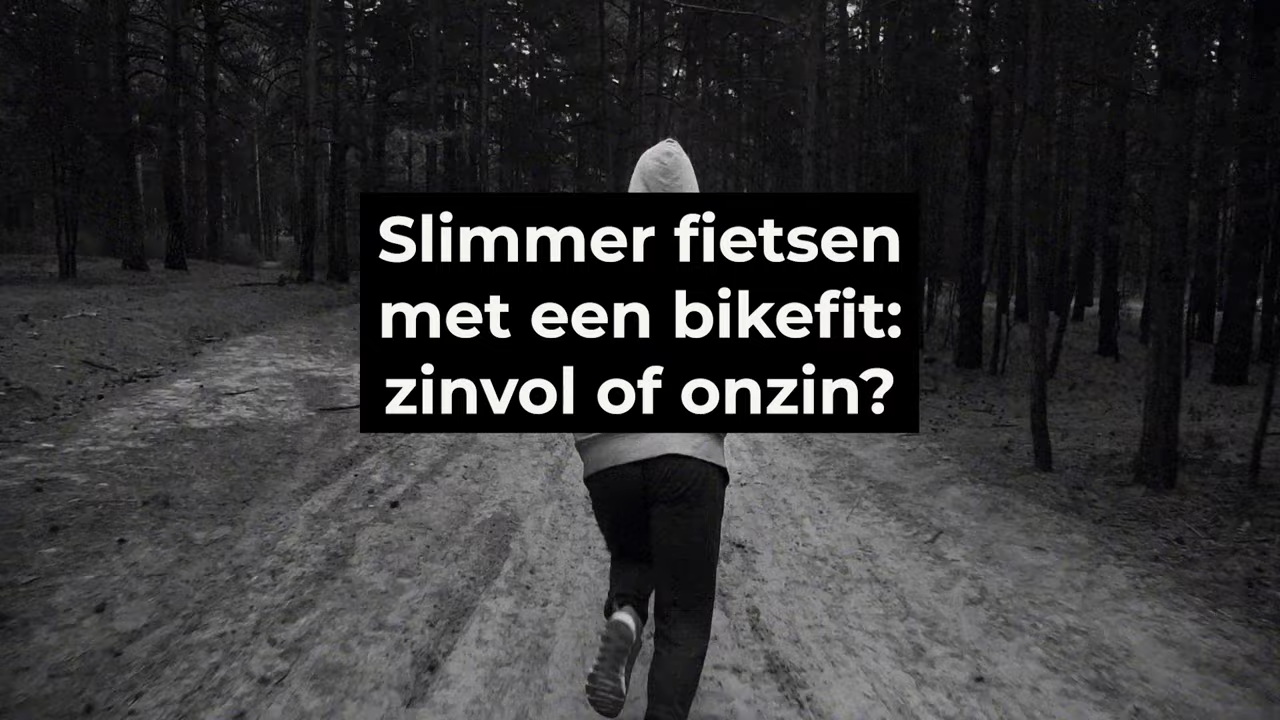 Slimmer fietsen
met een bikefit:
zinvol of onzin?